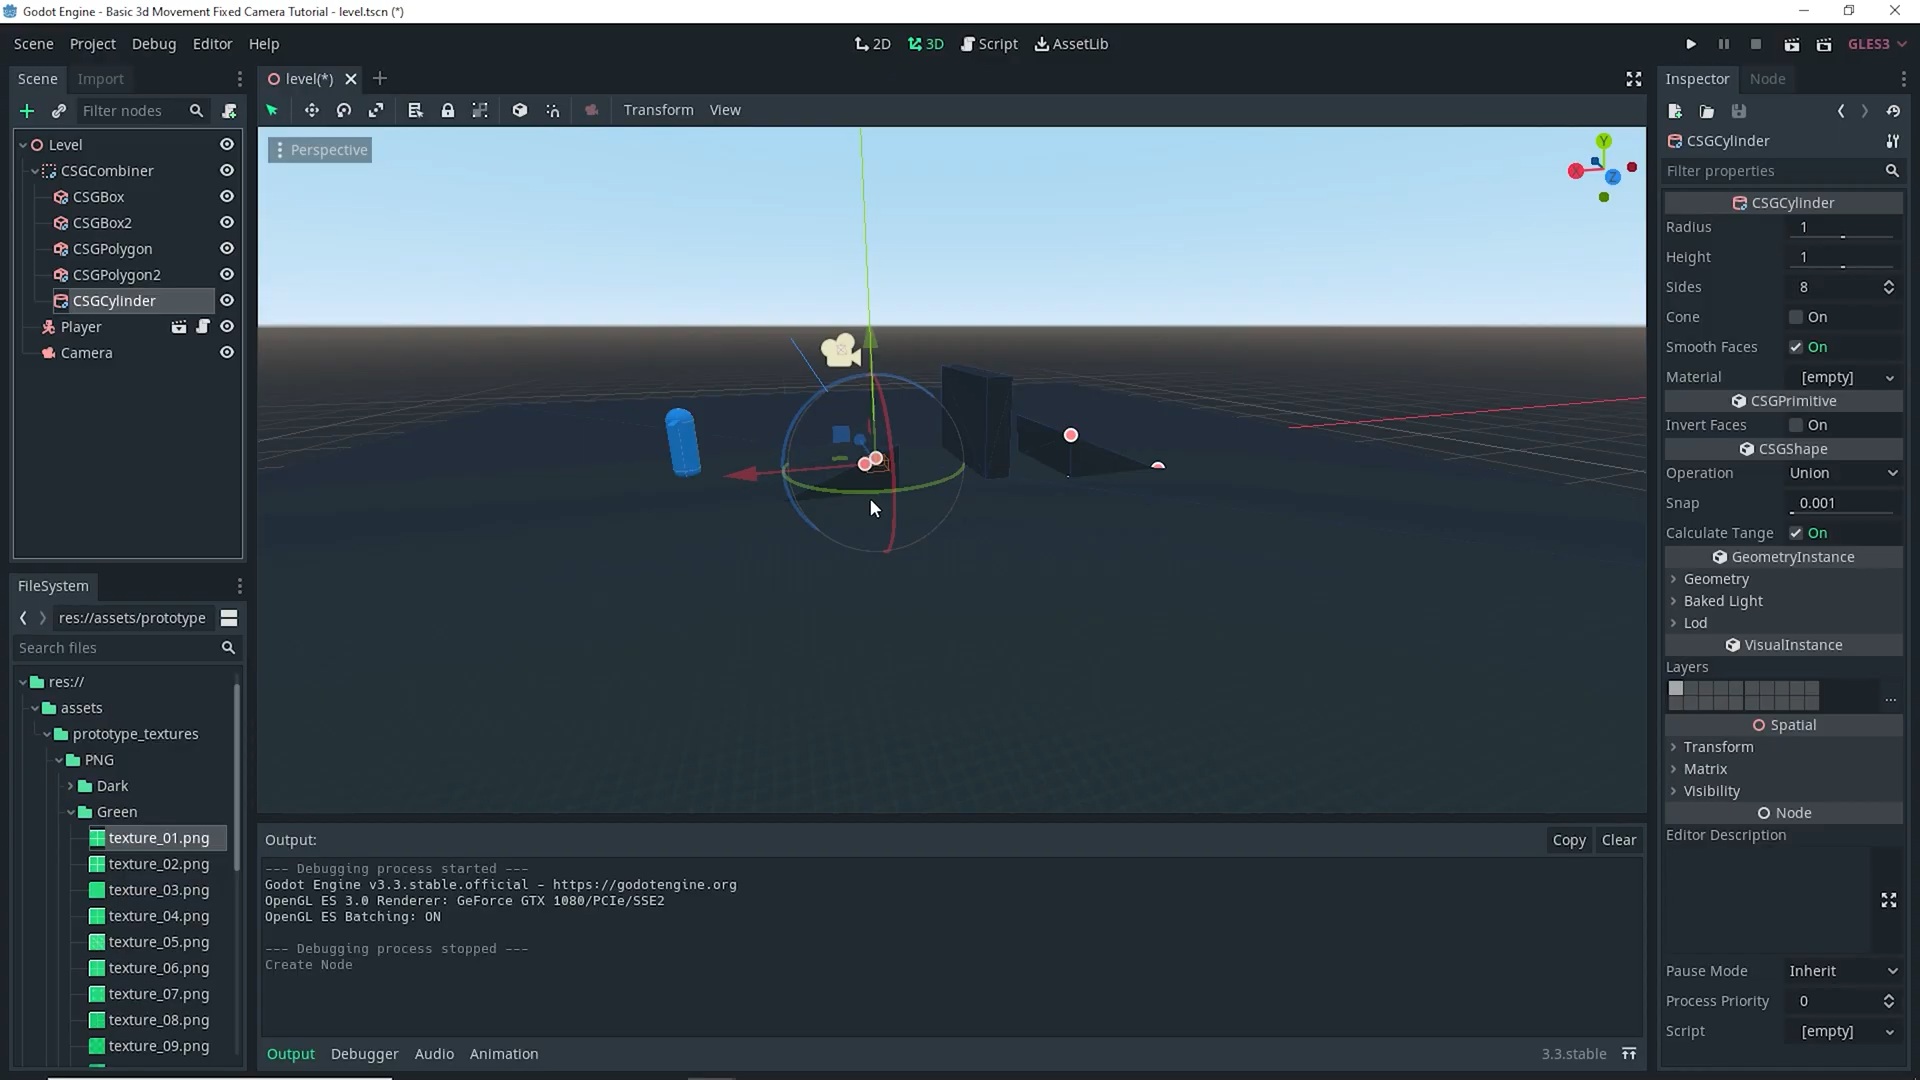 Godot Engine - Basic 3d Movement Fixed Camera Tutorial - level.tscn (*)
Scene Project Debug Editor Help
2D 3D Script AssetLib
GLES3
Scene Import
Filter nodes
Level
CSGCombiner
CSGBox
CSGBox2
CSGPolygon
CSGPolygon2
CSGCylinder
Player
Camera
FileSystem
res://assets/prototype
Search files
res://
assets
prototype_textures
PNG
Dark
Green
texture_01.png
texture_02.png
texture_03.png
texture_04.png
texture_05.png
texture_06.png
texture_07.png
texture_08.png
texture_09.png
level(*)
Transform View
Perspective
Y
X
Z
Output:
Copy Clear
--- Debugging process started ---
Godot Engine v3.3.stable.official - https://godotengine.org
OpenGL ES 3.0 Renderer: GeForce GTX 1080/PCIe/SSE2
OpenGL ES Batching: ON
--- Debugging process stopped ---
Create Node
Output Debugger Audio Animation
3.3.stable
Inspector Node
CSGCylinder
Filter properties
CSGCylinder
Radius 1
Height 1
Sides 8
Cone On
Smooth Faces On
Material [empty]
CSGPrimitive
Invert Faces On
CSGShape
Operation Union
Snap 0.001
Calculate Tange On
GeometryInstance
Geometry
Baked Light
Lod
VisualInstance
Layers
...
Spatial
Transform
Matrix
Visibility
Node
Editor Description
Pause Mode Inherit
Process Priority 0
Script [empty]